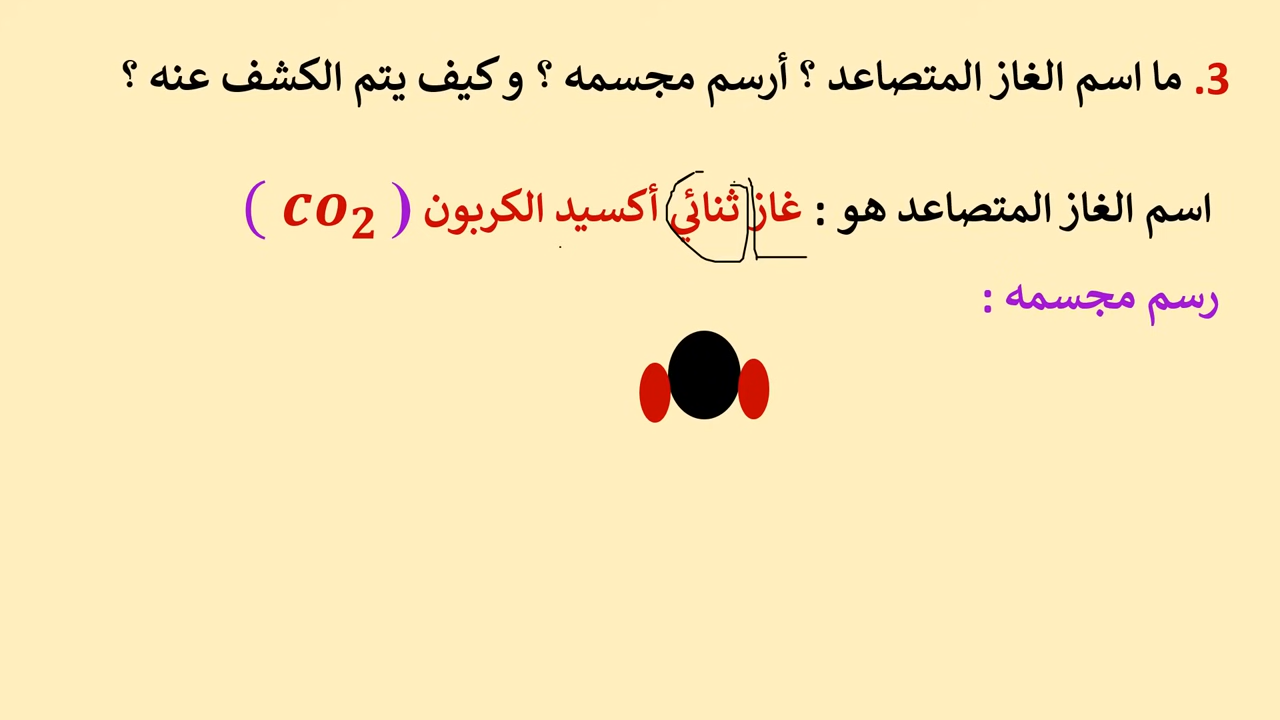 3. ما اسم الغاز المتصاعد ؟ أرسم مجسمه ؟ و كيف يتم الكشف عنه ؟
اسم الغاز المتصاعد هو : غاز ثنائي أكسيد الكربون ( CO₂ )
رسم مجسمه :